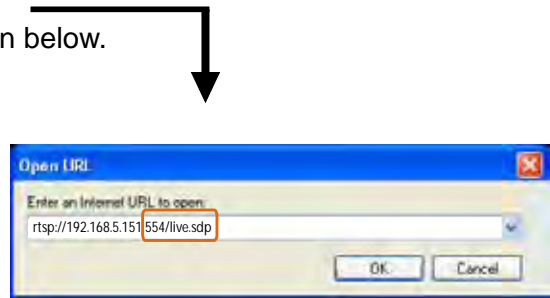 n below.
Open URL
Enter an Internet URL to open:
rtsp://192.168.5.151 554/live.sdp
OK
Cancel